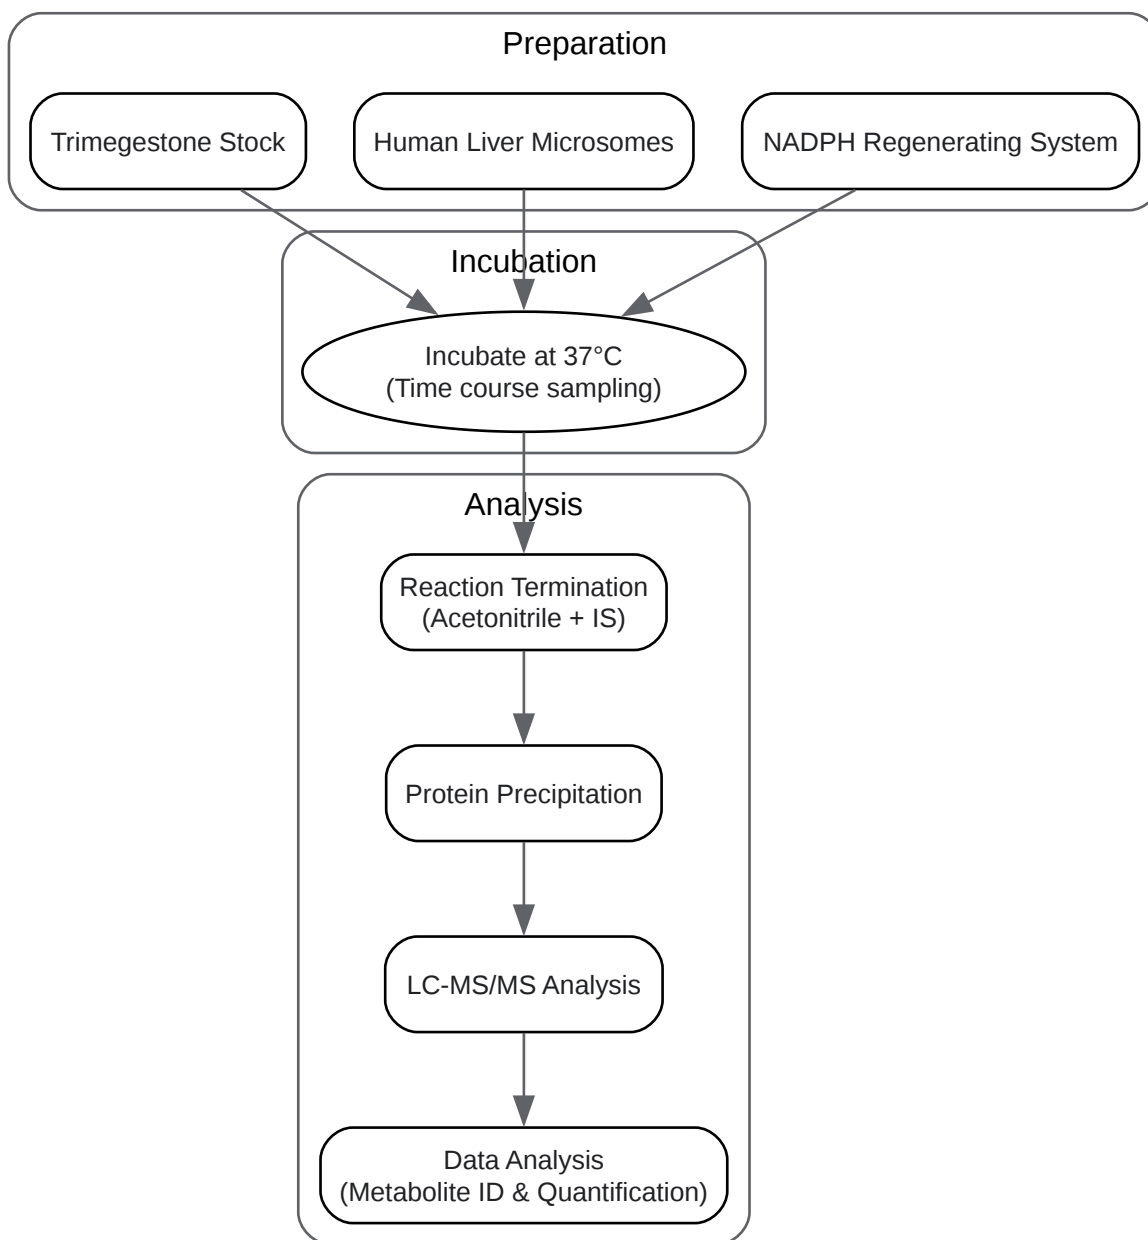 Preparation
Trimegestone Stock
Human Liver Microsomes
NADPH Regenerating System
Incubation
Incubate at 37°C
(Time course sampling)
Analysis
Reaction Termination
(Acetonitrile + IS)
Protein Precipitation
LC-MS/MS Analysis
Data Analysis
(Metabolite ID & Quantification)